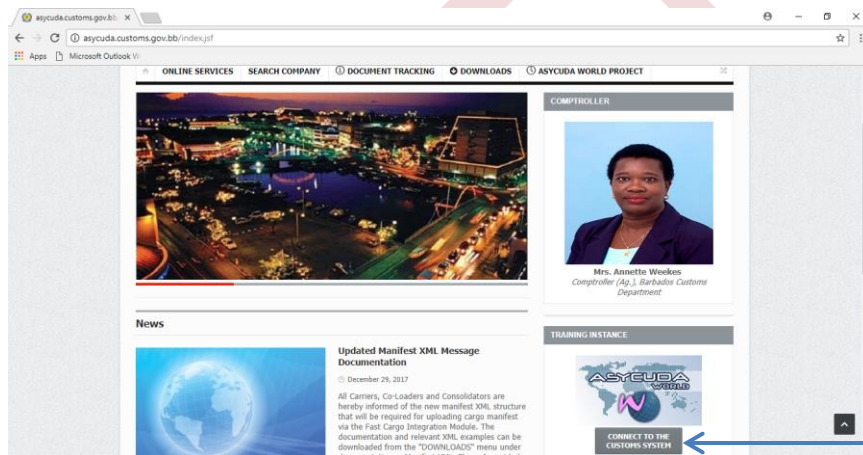 asycuda.customs.gov.bb
asycuda.customs.gov.bb/index.jsf
Apps Microsoft Outlook W
ONLINE SERVICES SEARCH COMPANY DOCUMENT TRACKING DOWNLOADS ASYCUDA WORLD PROJECT
COMPTROLLER
Mrs. Annette Weekes
Comptroller (Ag.), Barbados Customs
Department
News
Updated Manifest XML Message
Documentation
December 29, 2017
All Carriers, Co-Loaders and Consolidators are
hereby informed of the new manifest XML structure
that will be required for uploading cargo manifest
via the Fast Cargo Integration Module. The
documentation and relevant XML examples can be
downloaded from the "DOWNLOADS" menu under
TRAINING INSTANCE
ASYCUDA
WORLD
W
CONNECT TO THE
CUSTOMS SYSTEM